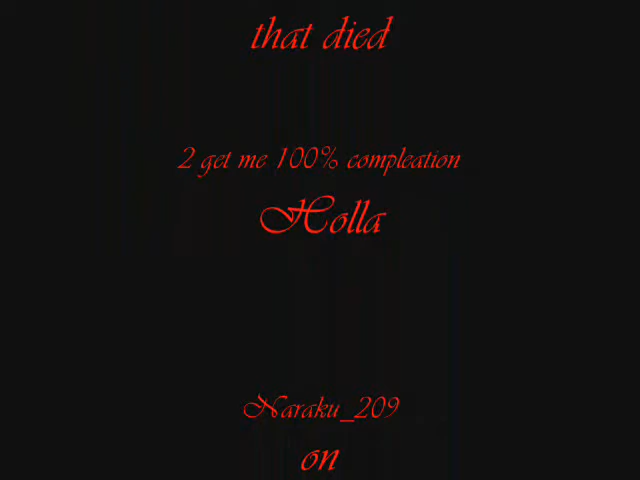 that died
2 get me 100% compleation
Holla
Naraku_209
on